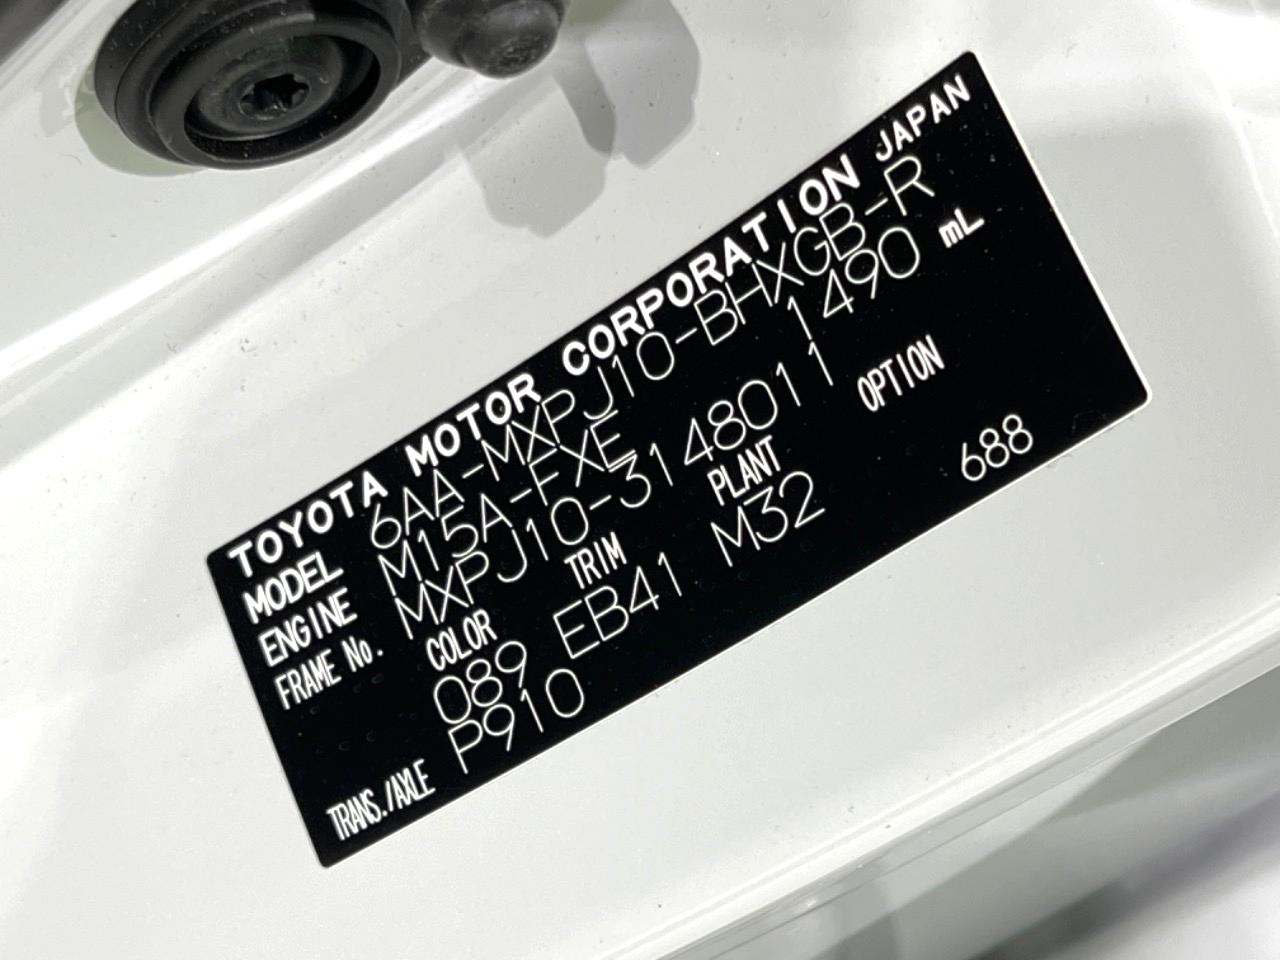 TOYOTA MOTOR CORPORATION JAPAN
MODEL 6AA-MXPJ10-BHXGB-R
ENGINE M15A-FXE 1490 mL
FRAME No. MXPJ10-3148011
COLOR TRIM PLANT OPTION
089 EB41 M32 688
TRANS./AXLE P910